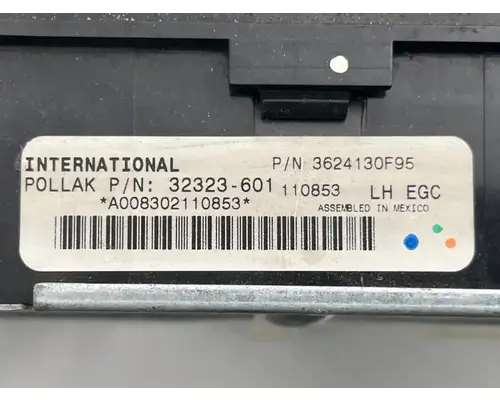 INTERNATIONAL P/N 3624130F95
POLLAK P/N: 32323-601 110853 LH EGC
*A008302110853* ASSEMBLED IN MEXICO